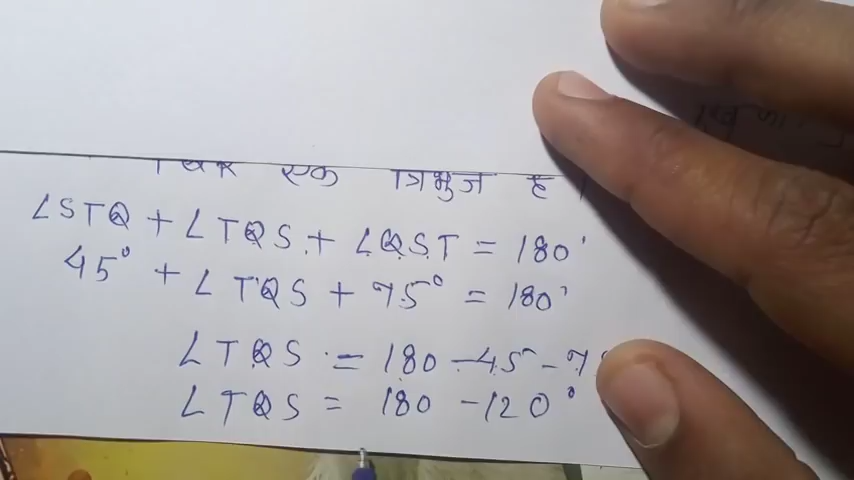 एक त्रिभुज है।
∠STQ + ∠TQS + ∠QST = 180°
45° + ∠TQS + 75° = 180°
∠TQS = 180 - 45 - 7
∠TQS = 180 - 120°